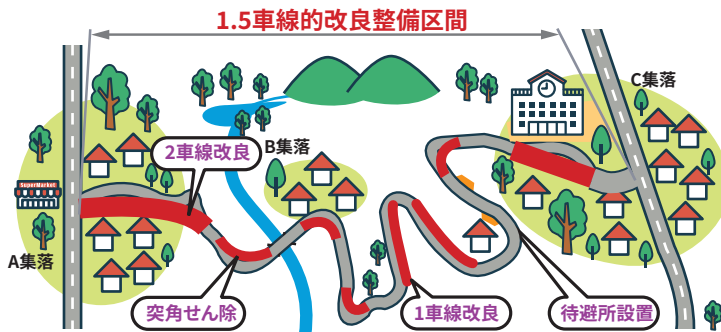 1.5車線的改良整備区間
C集落
2車線改良
B集落
SuperMarket
A集落
突角せん除
1車線改良
待避所設置